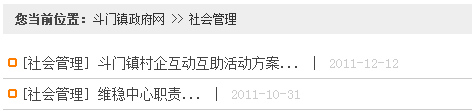 您当前位置：斗门镇政府网 >> 社会管理
[社会管理] 斗门镇村企互动互助活动方案... | 2011-12-12
[社会管理] 维稳中心职责... | 2011-10-31